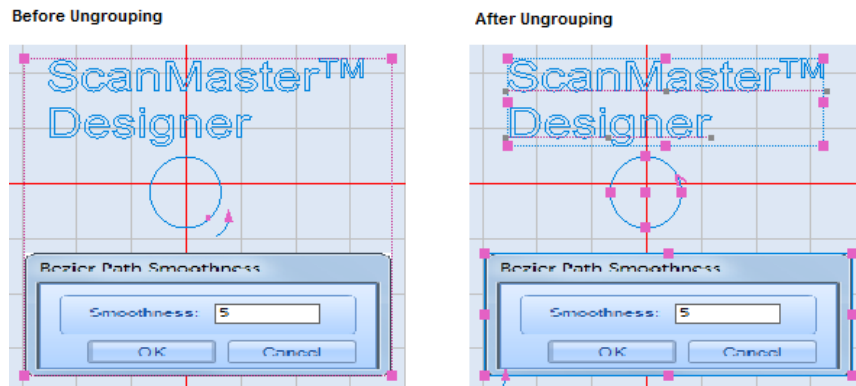 Before Ungrouping
After Ungrouping
ScanMaster™
Designer
Bezier Path Smoothness
Smoothness: 5
OK Cancel
ScanMaster™
Designer
Bezier Path Smoothness
Smoothness: 5
OK Cancel